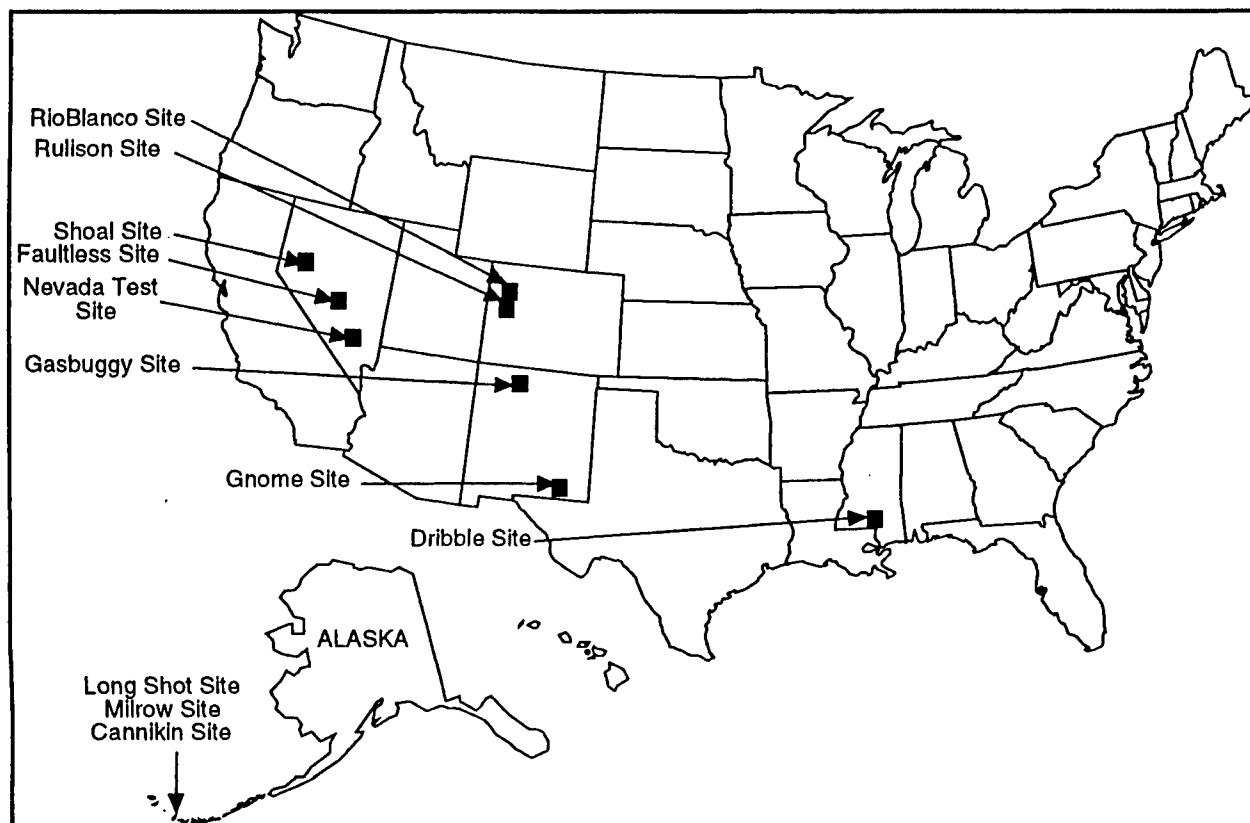 RioBlanco Site
Rulison Site
Shoal Site
Faultless Site
Nevada Test
Site
Gasbuggy Site
Gnome Site
Dribble Site
ALASKA
Long Shot Site
Milrow Site
Cannikin Site